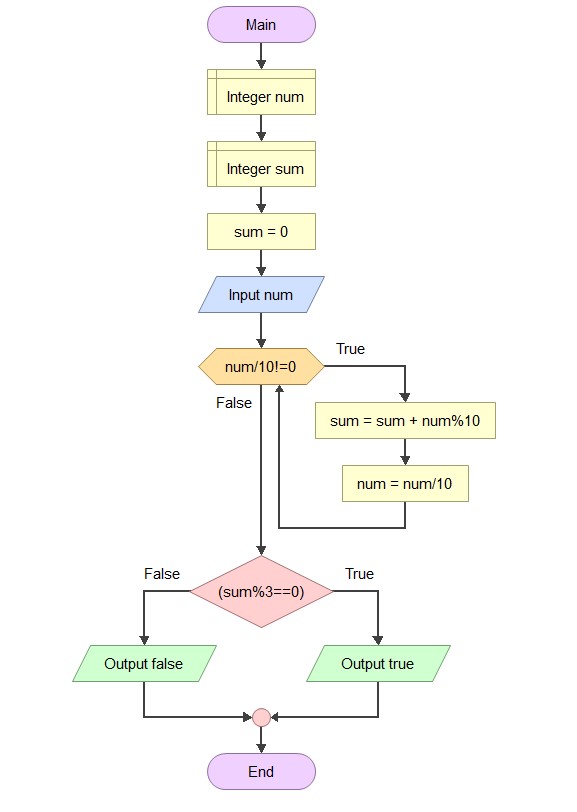 Main
Integer num
Integer sum
sum = 0
Input num
num/10!=0
True
False
sum = sum + num%10
num = num/10
False
True
(sum%3==0)
Output false
Output true
End